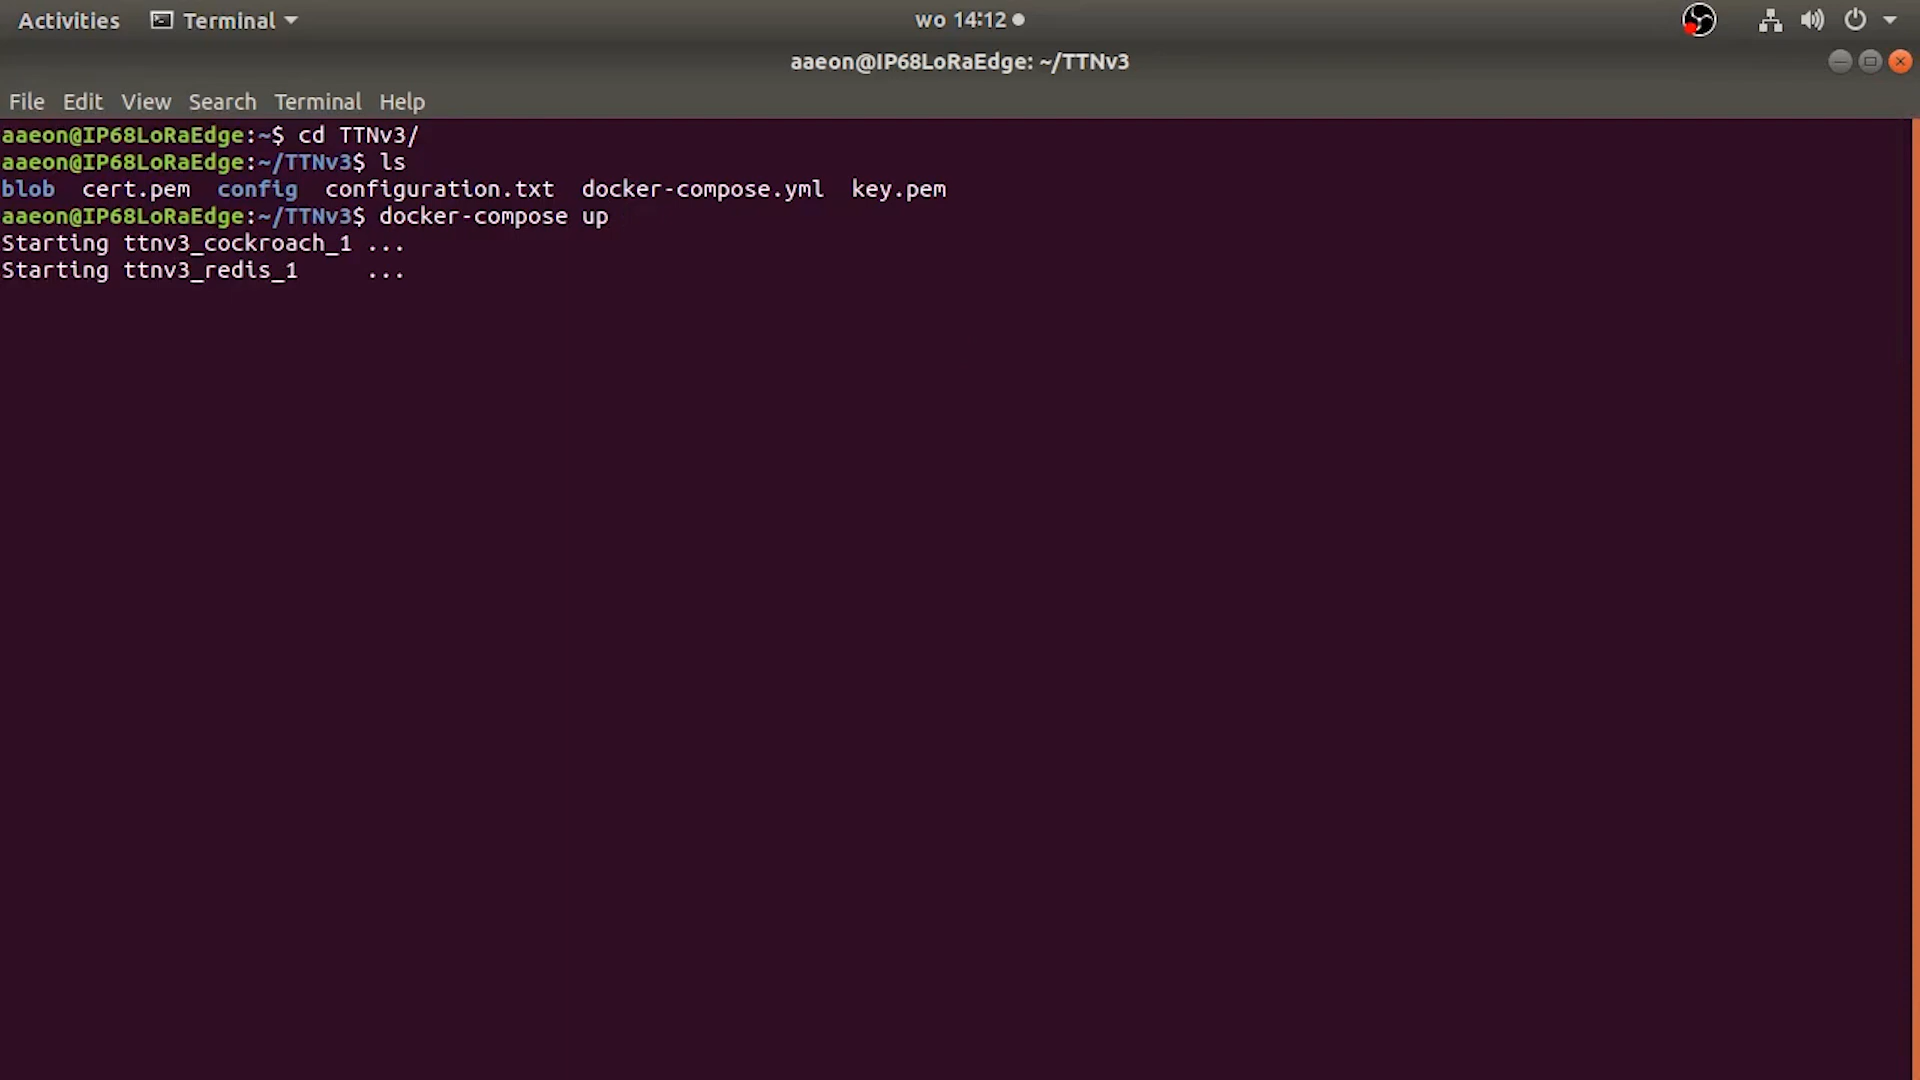 Activities Terminal wo 14:12
aaeon@IP68LoRaEdge: ~/TTNv3
File Edit View Search Terminal Help
aaeon@IP68LoRaEdge:~$ cd TTNv3/
aaeon@IP68LoRaEdge:~/TTNv3$ ls
blob cert.pem config configuration.txt docker-compose.yml key.pem
aaeon@IP68LoRaEdge:~/TTNv3$ docker-compose up
Starting ttnv3_cockroach_1 ...
Starting ttnv3_redis_1 ...